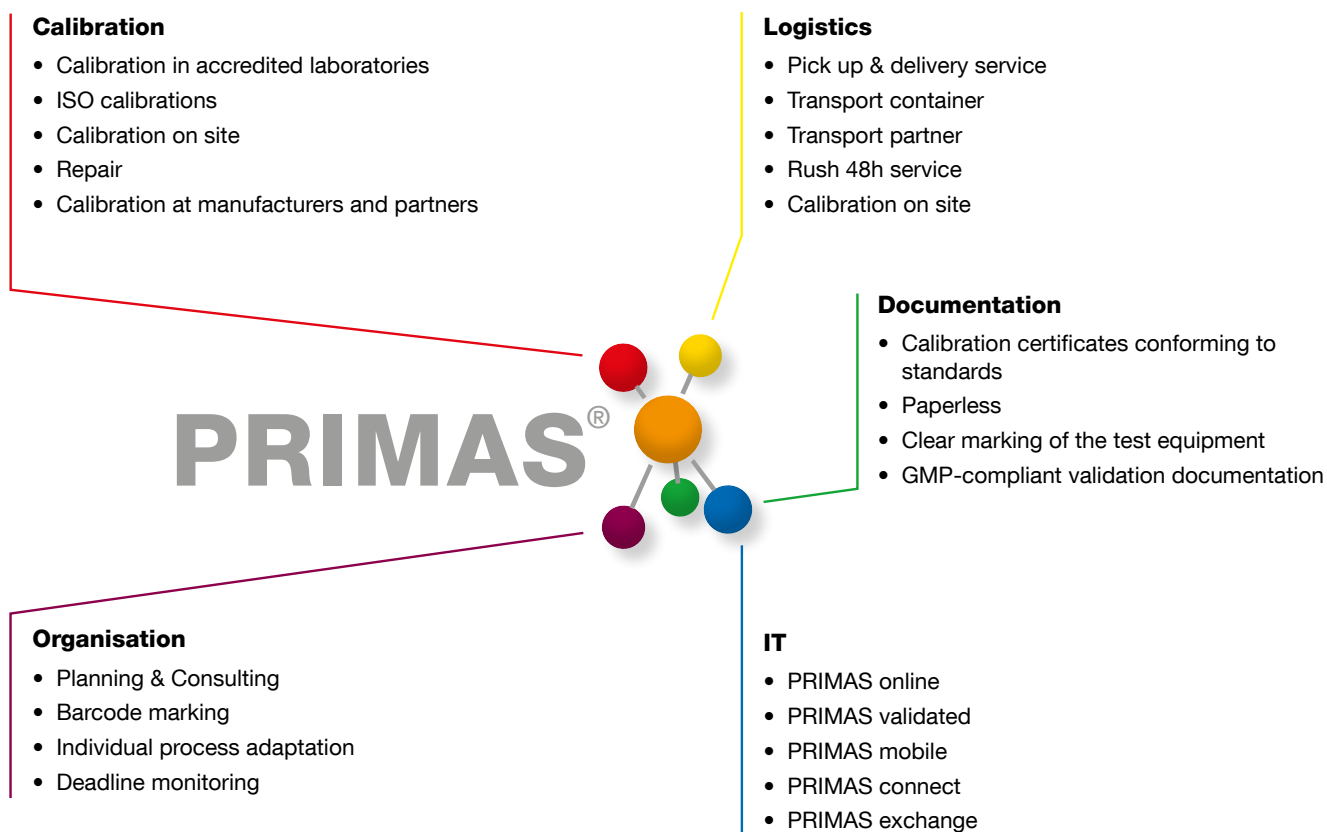 Calibration
• Calibration in accredited laboratories
• ISO calibrations
• Calibration on site
• Repair
• Calibration at manufacturers and partners
Logistics
• Pick up & delivery service
• Transport container
• Transport partner
• Rush 48h service
• Calibration on site
Documentation
• Calibration certificates conforming to
standards
• Paperless
• Clear marking of the test equipment
• GMP-compliant validation documentation
PRIMAS®
Organisation
• Planning & Consulting
• Barcode marking
• Individual process adaptation
• Deadline monitoring
IT
• PRIMAS online
• PRIMAS validated
• PRIMAS mobile
• PRIMAS connect
• PRIMAS exchange